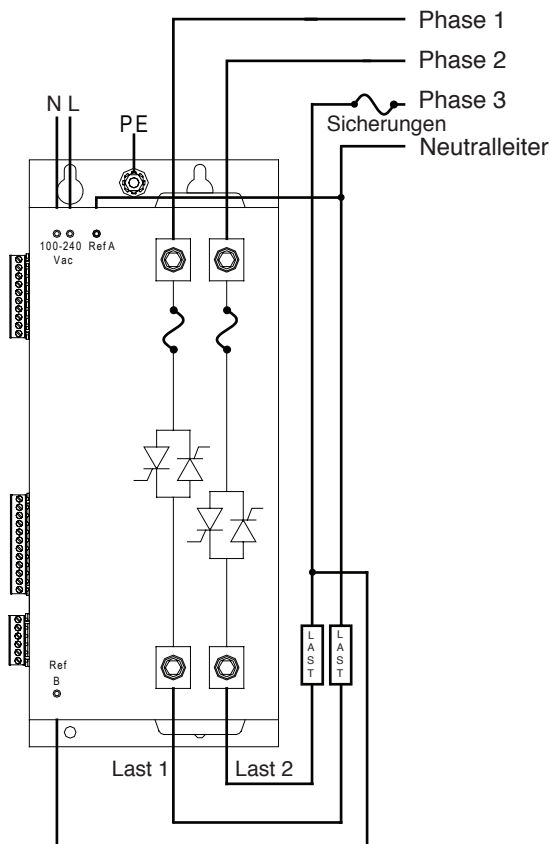 Phase 1
Phase 2
Phase 3
Sicherungen
Neutralleiter
N L
PE
100-240 Ref A
Vac
LAST
LAST
Ref
B
Last 1
Last 2